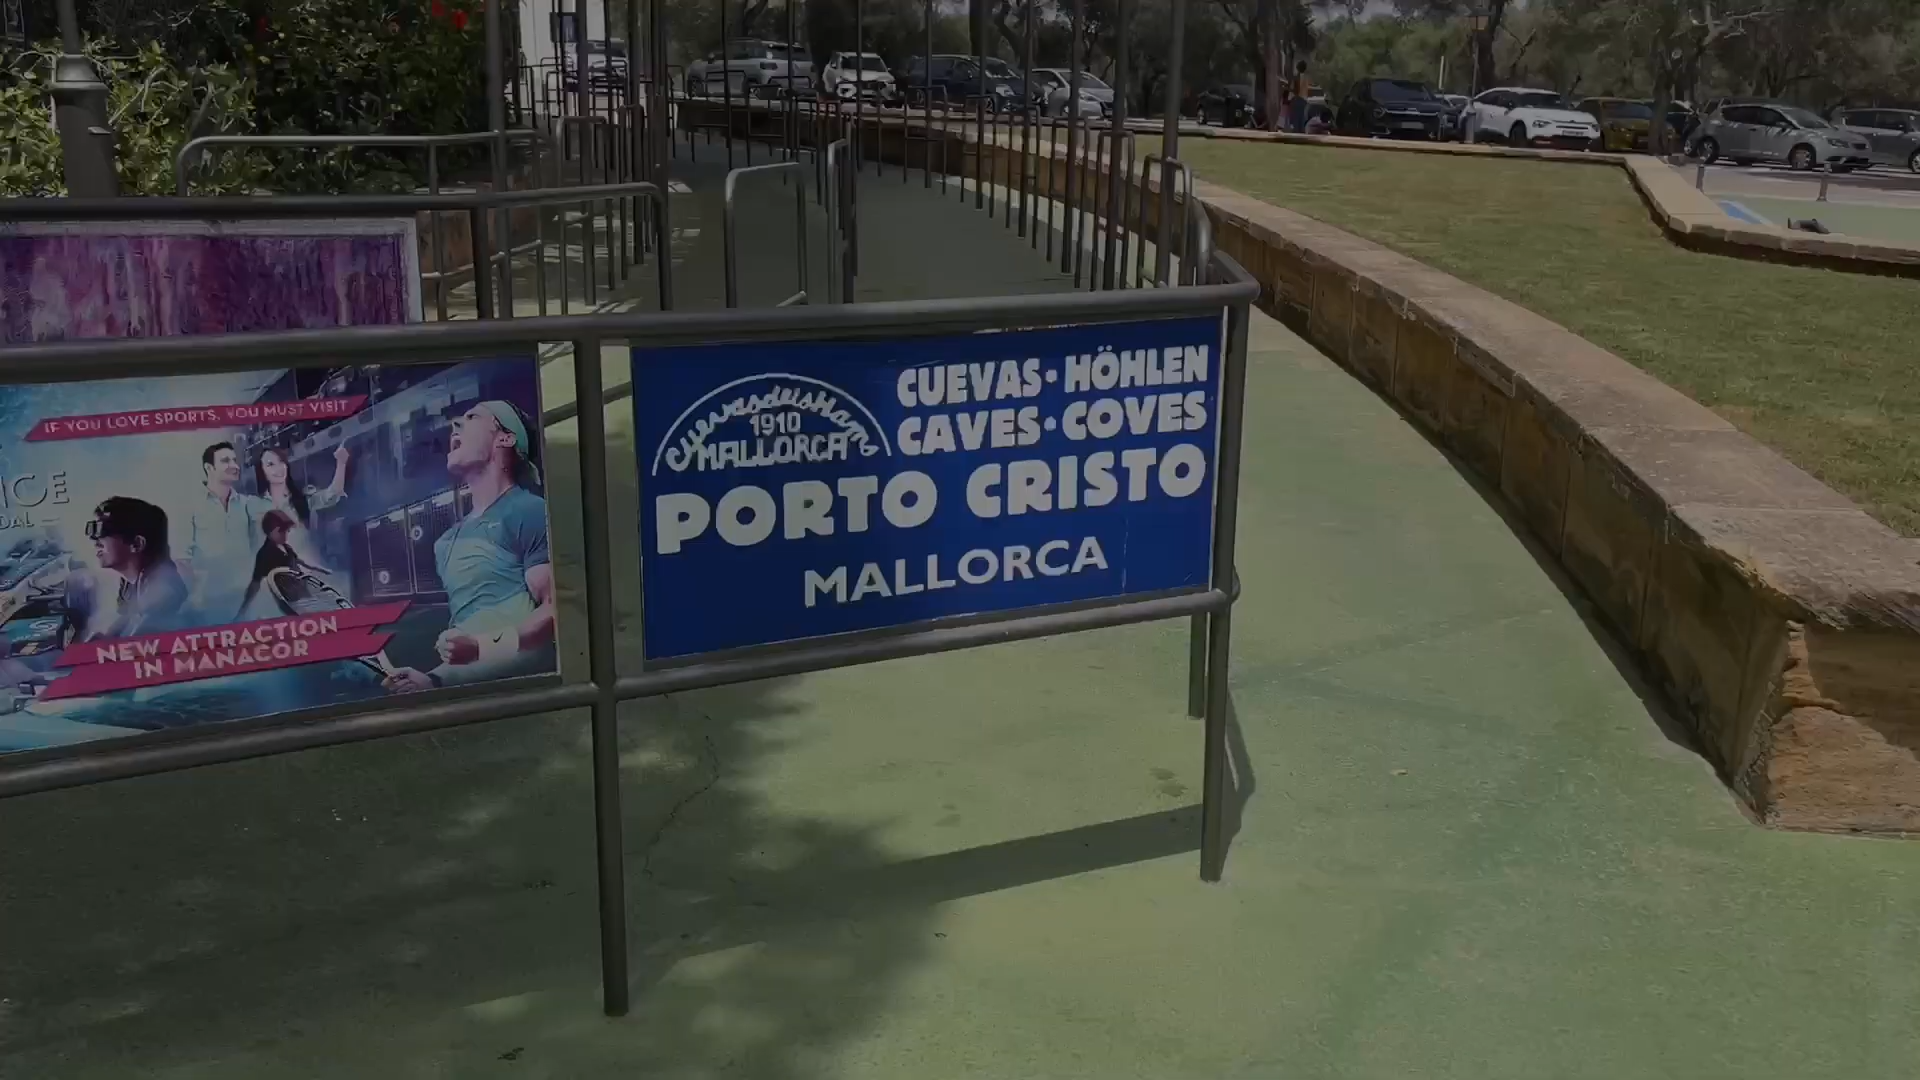 IF YOU LOVE SPORTS, YOU MUST VISIT
NEW ATTRACTION
IN MANACOR
Cuevas dels Hams
1910
MALLORCA
CUEVAS·HÖHLEN
CAVES·COVES
PORTO CRISTO
MALLORCA